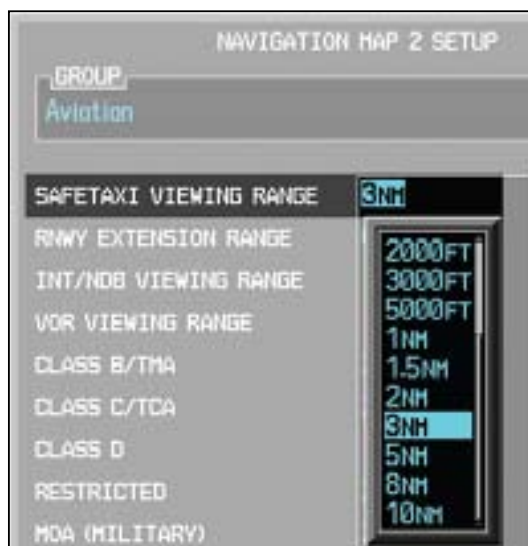 NAVIGATION MAP 2 SETUP
GROUP
Aviation
SAFETAXI VIEWING RANGE 3NM
RNWY EXTENSION RANGE
INT/NDB VIEWING RANGE
VOR VIEWING RANGE
CLASS B/TMA
CLASS C/TCA
CLASS D
RESTRICTED
MOA (MILITARY)
2000FT
3000FT
5000FT
1NM
1.5NM
2NM
3NM
5NM
8NM
10NM